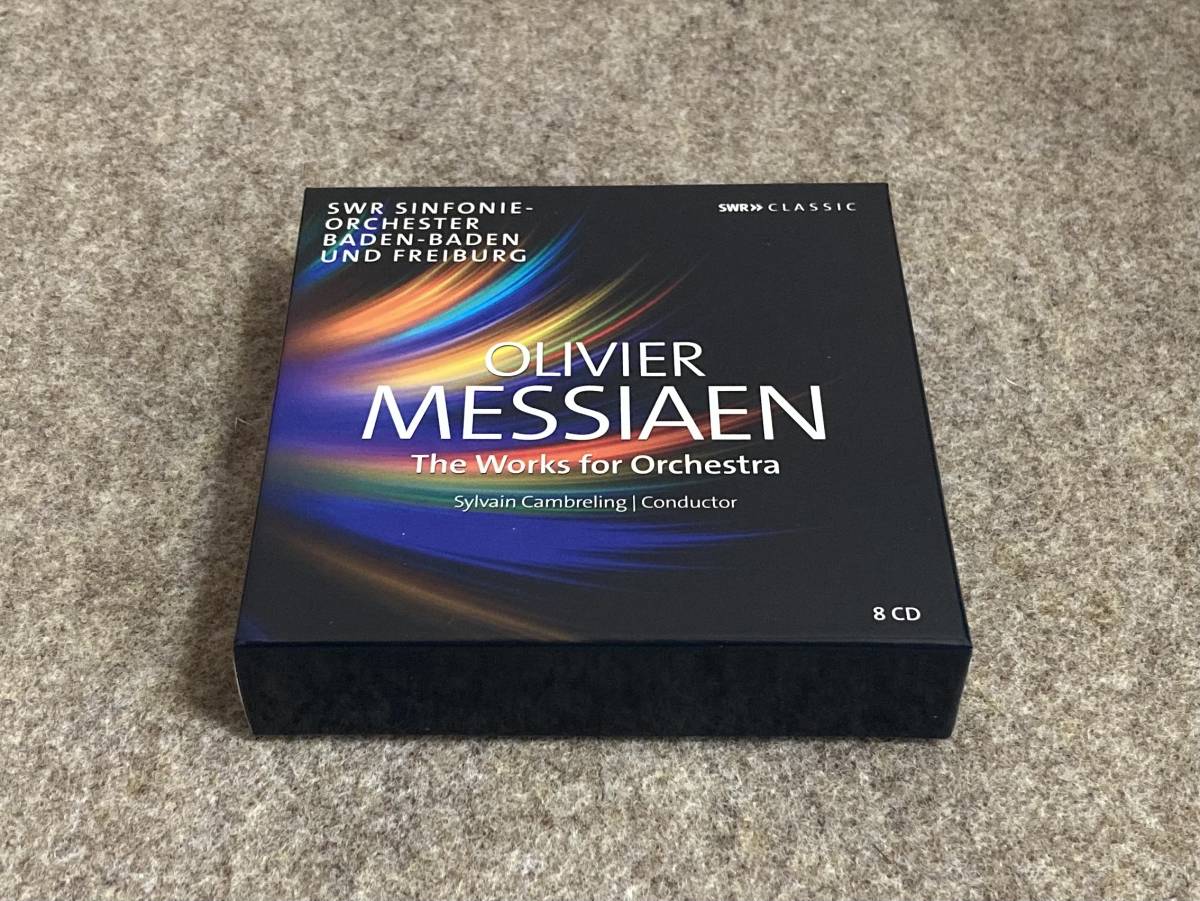 SWR SINFONIE-
ORCHESTER
BADEN-BADEN
UND FREIBURG
SWR» CLASSIC
OLIVIER
MESSIAEN
The Works for Orchestra
Sylvain Cambreling | Conductor
8 CD